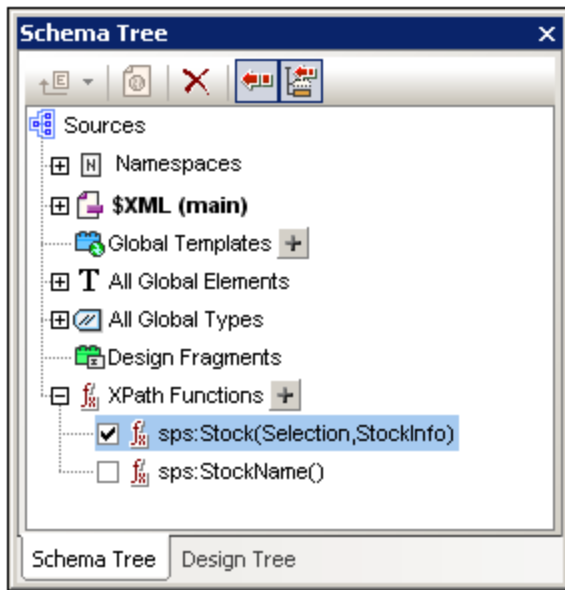 Schema Tree
Sources
Namespaces
$XML (main)
Global Templates
All Global Elements
All Global Types
Design Fragments
XPath Functions
sps:Stock(Selection,StockInfo)
sps:StockName()
Schema Tree Design Tree